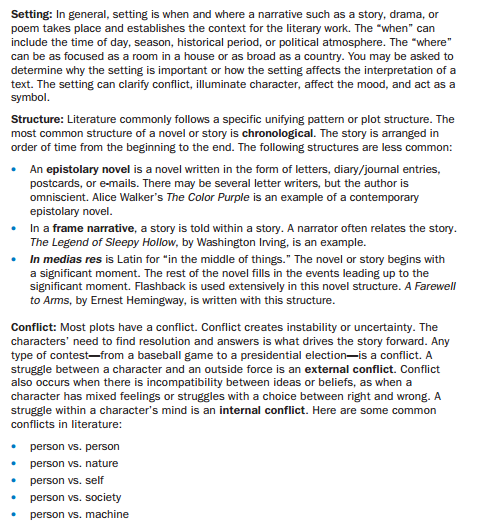 Setting: In general, setting is when and where a narrative such as a story, drama, or
poem takes place and establishes the context for the literary work. The “when” can
include the time of day, season, historical period, or political atmosphere. The “where”
can be as focused as a room in a house or as broad as a country. You may be asked to
determine why the setting is important or how the setting affects the interpretation of a
text. The setting can clarify conflict, illuminate character, affect the mood, and act as a
symbol.
Structure: Literature commonly follows a specific unifying pattern or plot structure. The
most common structure of a novel or story is chronological. The story is arranged in
order of time from the beginning to the end. The following structures are less common:
• An epistolary novel is a novel written in the form of letters, diary/journal entries,
postcards, or e-mails. There may be several letter writers, but the author is
omniscient. Alice Walker’s The Color Purple is an example of a contemporary
epistolary novel.
• In a frame narrative, a story is told within a story. A narrator often relates the story.
The Legend of Sleepy Hollow, by Washington Irving, is an example.
• In medias res is Latin for “in the middle of things.” The novel or story begins with
a significant moment. The rest of the novel fills in the events leading up to the
significant moment. Flashback is used extensively in this novel structure. A Farewell
to Arms, by Ernest Hemingway, is written with this structure.
Conflict: Most plots have a conflict. Conflict creates instability or uncertainty. The
characters’ need to find resolution and answers is what drives the story forward. Any
type of contest—from a baseball game to a presidential election—is a conflict. A
struggle between a character and an outside force is an external conflict. Conflict
also occurs when there is incompatibility between ideas or beliefs, as when a
character has mixed feelings or struggles with a choice between right and wrong. A
struggle within a character’s mind is an internal conflict. Here are some common
conflicts in literature:
• person vs. person
• person vs. nature
• person vs. self
• person vs. society
• person vs. machine